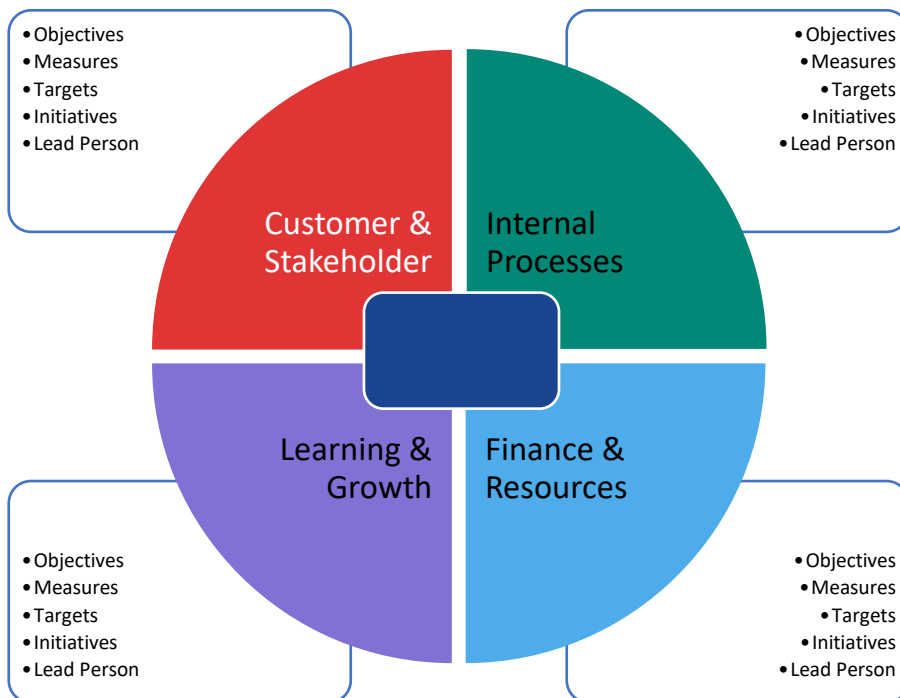 •Objectives
•Measures
•Targets
•Initiatives
•Lead Person
•Objectives
•Measures
•Targets
•Initiatives
•Lead Person
Customer &
Stakeholder
Internal
Processes
Learning &
Growth
Finance &
Resources
•Objectives
•Measures
•Targets
•Initiatives
•Lead Person
•Objectives
•Measures
•Targets
•Initiatives
•Lead Person